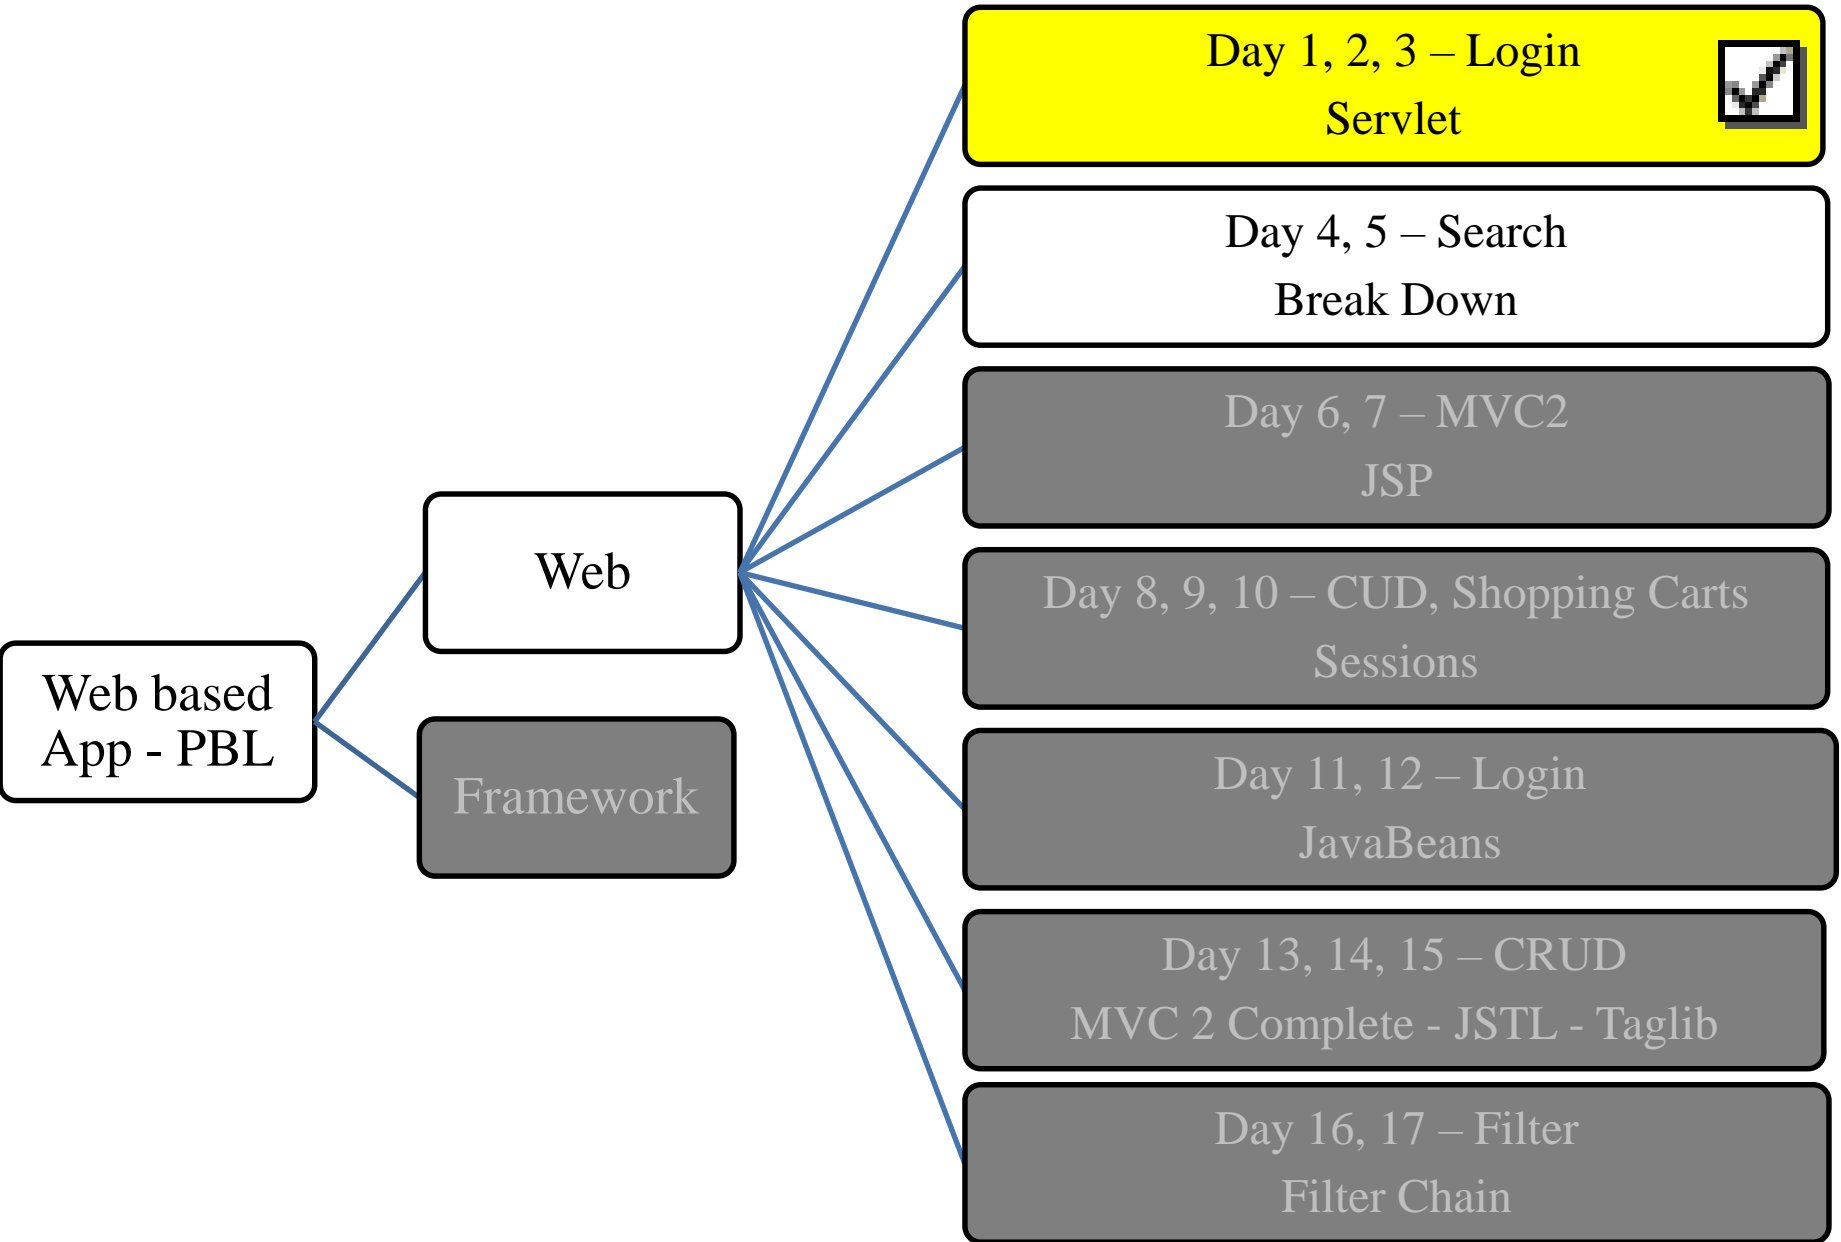 Web based
App - PBL
Web
Framework
Day 1, 2, 3 – Login
Servlet
Day 4, 5 – Search
Break Down
Day 6, 7 – MVC2
JSP
Day 8, 9, 10 – CUD, Shopping Carts
Sessions
Day 11, 12 – Login
JavaBeans
Day 13, 14, 15 – CRUD
MVC 2 Complete - JSTL - Taglib
Day 16, 17 – Filter
Filter Chain